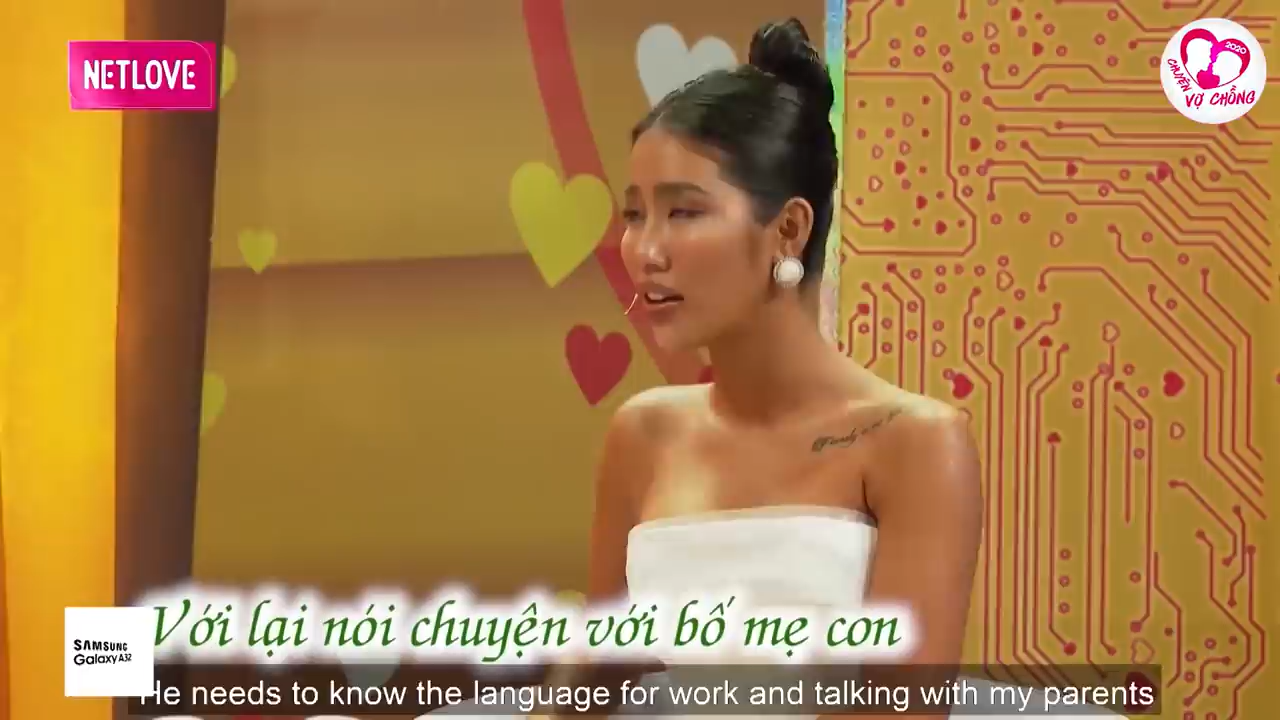 NETLOVE
2020
CHUYỆN
VỢ CHỒNG
Với lại nói chuyện với bố mẹ con
SAMSUNG
Galaxy A32
He needs to know the language for work and talking with my parents